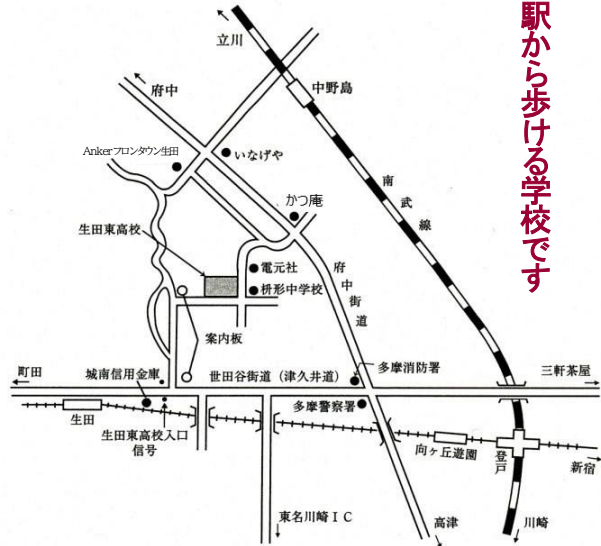 駅から歩ける学校です
立川
府中
中野島
Ankerフロンタウン生田
いなげや
南武線
かつ庵
生田東高校
電元社
枡形中学校
府中街道
案内板
町田
城南信用金庫
世田谷街道（津久井道）
多摩消防署
三軒茶屋
生田
生田東高校入口
信号
多摩警察署
向ヶ丘遊園
登戸
新宿
東名川崎ＩＣ
高津
川崎